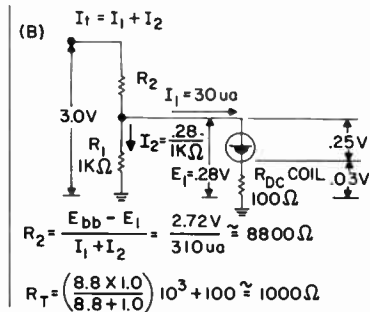 (B)
It = I1 + I2
R2
I1 = 30 ua
3.0V
R1
1KΩ
I2 = .28 / 1KΩ
E1 = .28V
.25V
RDC COIL
100Ω
.03V
R2 = (Ebb − E1) / (I1 + I2) = 2.72V / 310 ua ≅ 8800Ω
RT = (8.8 X 1.0 / 8.8 + 1.0) 10³ + 100 ≅ 1000Ω